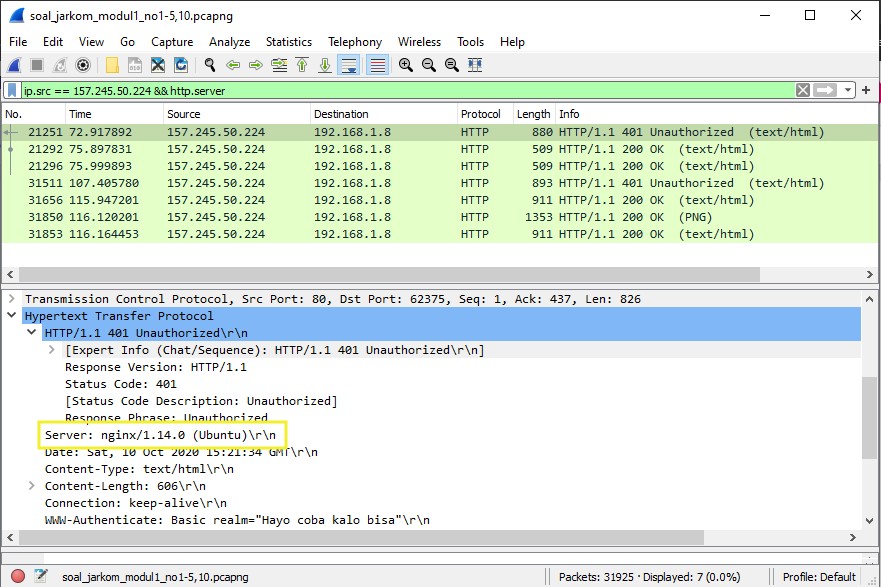 soal_jarkom_modul1_no1-5,10.pcapng
File Edit View Go Capture Analyze Statistics Telephony Wireless Tools Help
ip.src == 157.245.50.224 && http.server
No. Time Source Destination Protocol Length Info
21251 72.917892 157.245.50.224 192.168.1.8 HTTP 880 HTTP/1.1 401 Unauthorized (text/html)
21292 75.897831 157.245.50.224 192.168.1.8 HTTP 509 HTTP/1.1 200 OK (text/html)
21296 75.999893 157.245.50.224 192.168.1.8 HTTP 509 HTTP/1.1 200 OK (text/html)
31511 107.405780 157.245.50.224 192.168.1.8 HTTP 893 HTTP/1.1 401 Unauthorized (text/html)
31656 115.947201 157.245.50.224 192.168.1.8 HTTP 911 HTTP/1.1 200 OK (text/html)
31850 116.120201 157.245.50.224 192.168.1.8 HTTP 1353 HTTP/1.1 200 OK (PNG)
31853 116.164453 157.245.50.224 192.168.1.8 HTTP 911 HTTP/1.1 200 OK (text/html)
Transmission Control Protocol, Src Port: 80, Dst Port: 62375, Seq: 1, Ack: 437, Len: 826
Hypertext Transfer Protocol
HTTP/1.1 401 Unauthorized\r\n
[Expert Info (Chat/Sequence): HTTP/1.1 401 Unauthorized\r\n]
Response Version: HTTP/1.1
Status Code: 401
[Status Code Description: Unauthorized]
Response Phrase: Unauthorized
Server: nginx/1.14.0 (Ubuntu)\r\n
Date: Sat, 10 Oct 2020 15:21:34 GMT\r\n
Content-Type: text/html\r\n
Content-Length: 606\r\n
Connection: keep-alive\r\n
WWW-Authenticate: Basic realm="Hayo coba kalo bisa"\r\n
soal_jarkom_modul1_no1-5,10.pcapng
Packets: 31925 · Displayed: 7 (0.0%)
Profile: Default